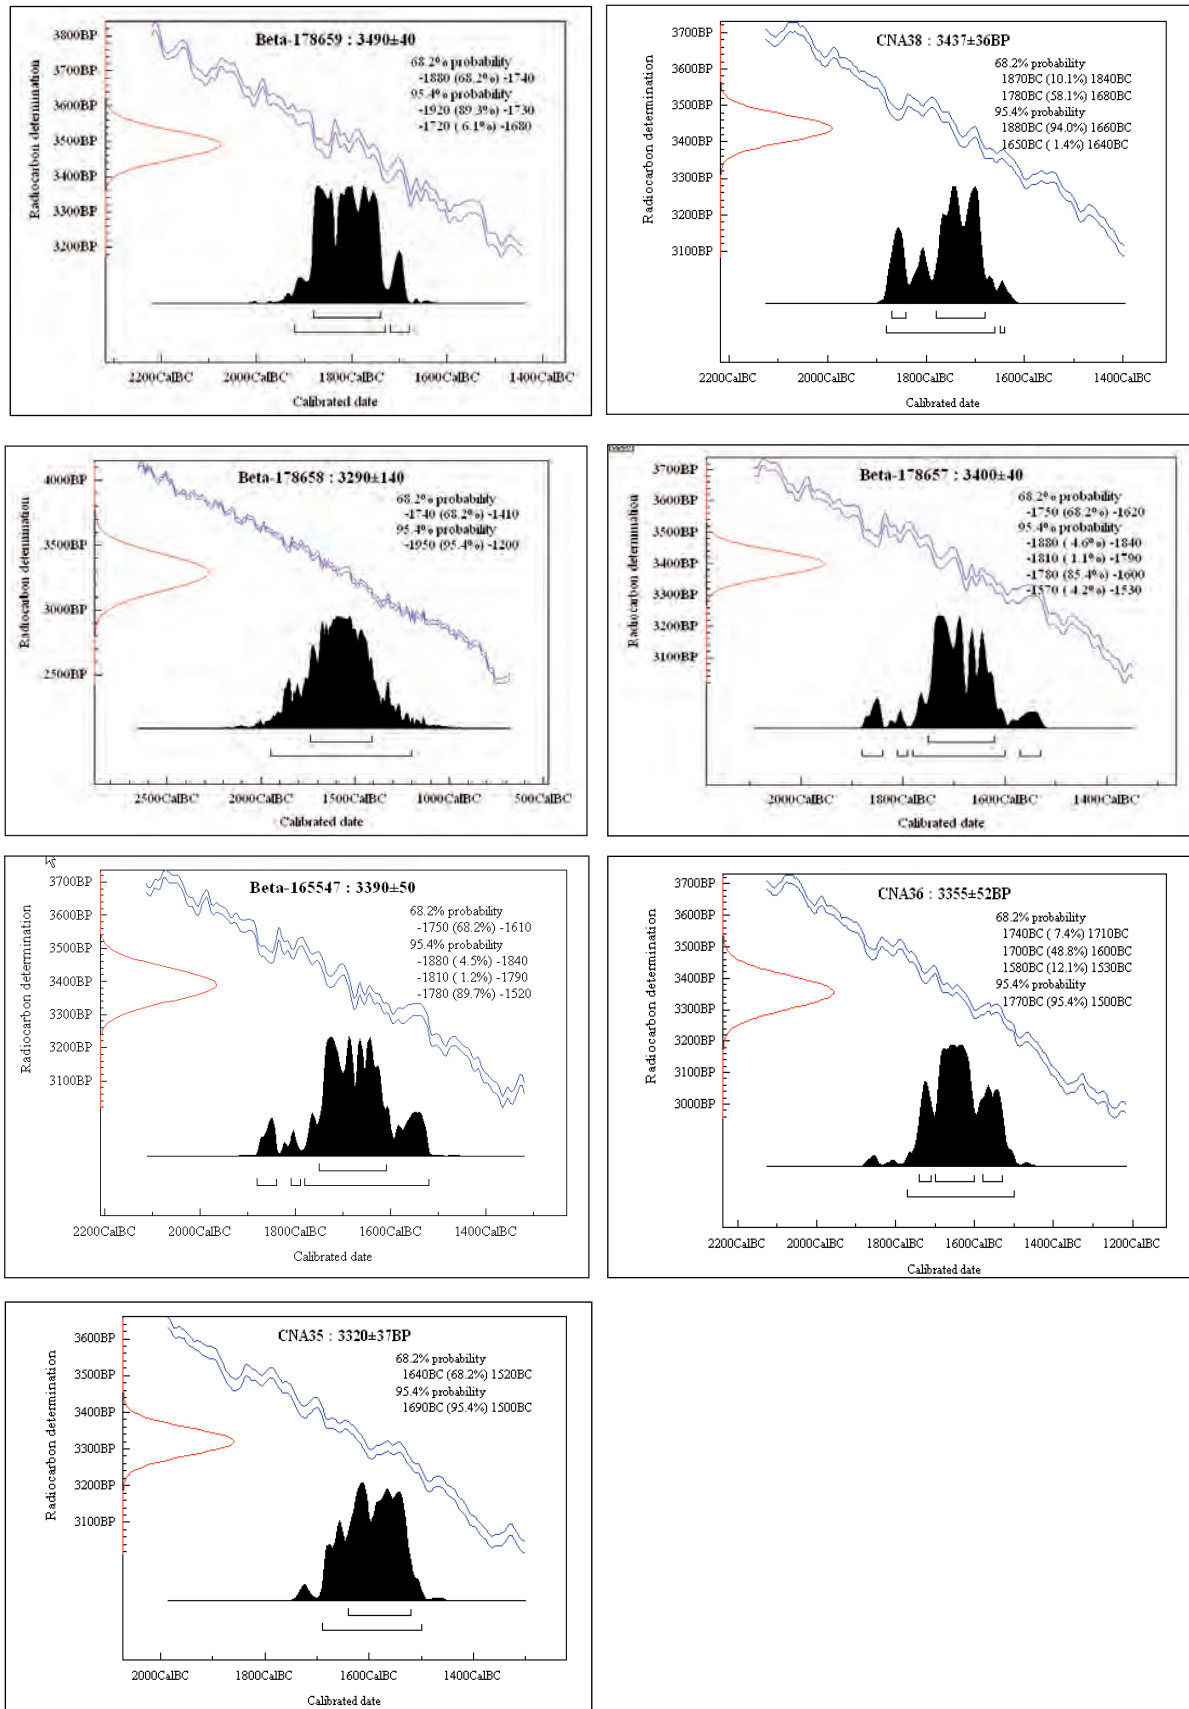 Beta-178659 : 3490±40
68.2% probability
-1880 (68.2%) -1740
95.4% probability
-1920 (89.3%) -1730
-1720 ( 6.1%) -1680
Radiocarbon determination
3800BP
3700BP
3600BP
3500BP
3400BP
3300BP
3200BP
2200CalBC 2000CalBC 1800CalBC 1600CalBC 1400CalBC
Calibrated date
CNA38 : 3437±36BP
68.2% probability
1870BC (10.1%) 1840BC
1780BC (58.1%) 1680BC
95.4% probability
1880BC (94.0%) 1660BC
1650BC ( 1.4%) 1640BC
Radiocarbon determination
3700BP
3600BP
3500BP
3400BP
3300BP
3200BP
3100BP
2200CalBC 2000CalBC 1800CalBC 1600CalBC 1400CalBC
Calibrated date
Beta-178658 : 3290±140
68.2% probability
-1740 (68.2%) -1410
95.4% probability
-1950 (95.4%) -1200
Radiocarbon determination
4000BP
3500BP
3000BP
2500BP
2500CalBC 2000CalBC 1500CalBC 1000CalBC 500CalBC
Calibrated date
Beta-178657 : 3400±40
68.2% probability
-1750 (68.2%) -1620
95.4% probability
-1880 ( 4.6%) -1840
-1810 ( 1.1%) -1790
-1780 (85.4%) -1600
-1570 ( 4.2%) -1530
Radiocarbon determination
3700BP
3600BP
3500BP
3400BP
3300BP
3200BP
3100BP
2000CalBC 1800CalBC 1600CalBC 1400CalBC
Calibrated date
Beta-165547 : 3390±50
68.2% probability
-1750 (68.2%) -1610
95.4% probability
-1880 ( 4.5%) -1840
-1810 ( 1.2%) -1790
-1780 (89.7%) -1520
Radiocarbon determination
3700BP
3600BP
3500BP
3400BP
3300BP
3200BP
3100BP
2200CalBC 2000CalBC 1800CalBC 1600CalBC 1400CalBC
Calibrated date
CNA36 : 3355±52BP
68.2% probability
1740BC ( 7.4%) 1710BC
1700BC (48.8%) 1600BC
1580BC (12.1%) 1530BC
95.4% probability
1770BC (95.4%) 1500BC
Radiocarbon determination
3700BP
3600BP
3500BP
3400BP
3300BP
3200BP
3100BP
3000BP
2200CalBC 2000CalBC 1800CalBC 1600CalBC 1400CalBC 1200CalBC
Calibrated date
CNA35 : 3320±37BP
68.2% probability
1640BC (68.2%) 1520BC
95.4% probability
1690BC (95.4%) 1500BC
Radiocarbon determination
3600BP
3500BP
3400BP
3300BP
3200BP
3100BP
2000CalBC 1800CalBC 1600CalBC 1400CalBC
Calibrated date